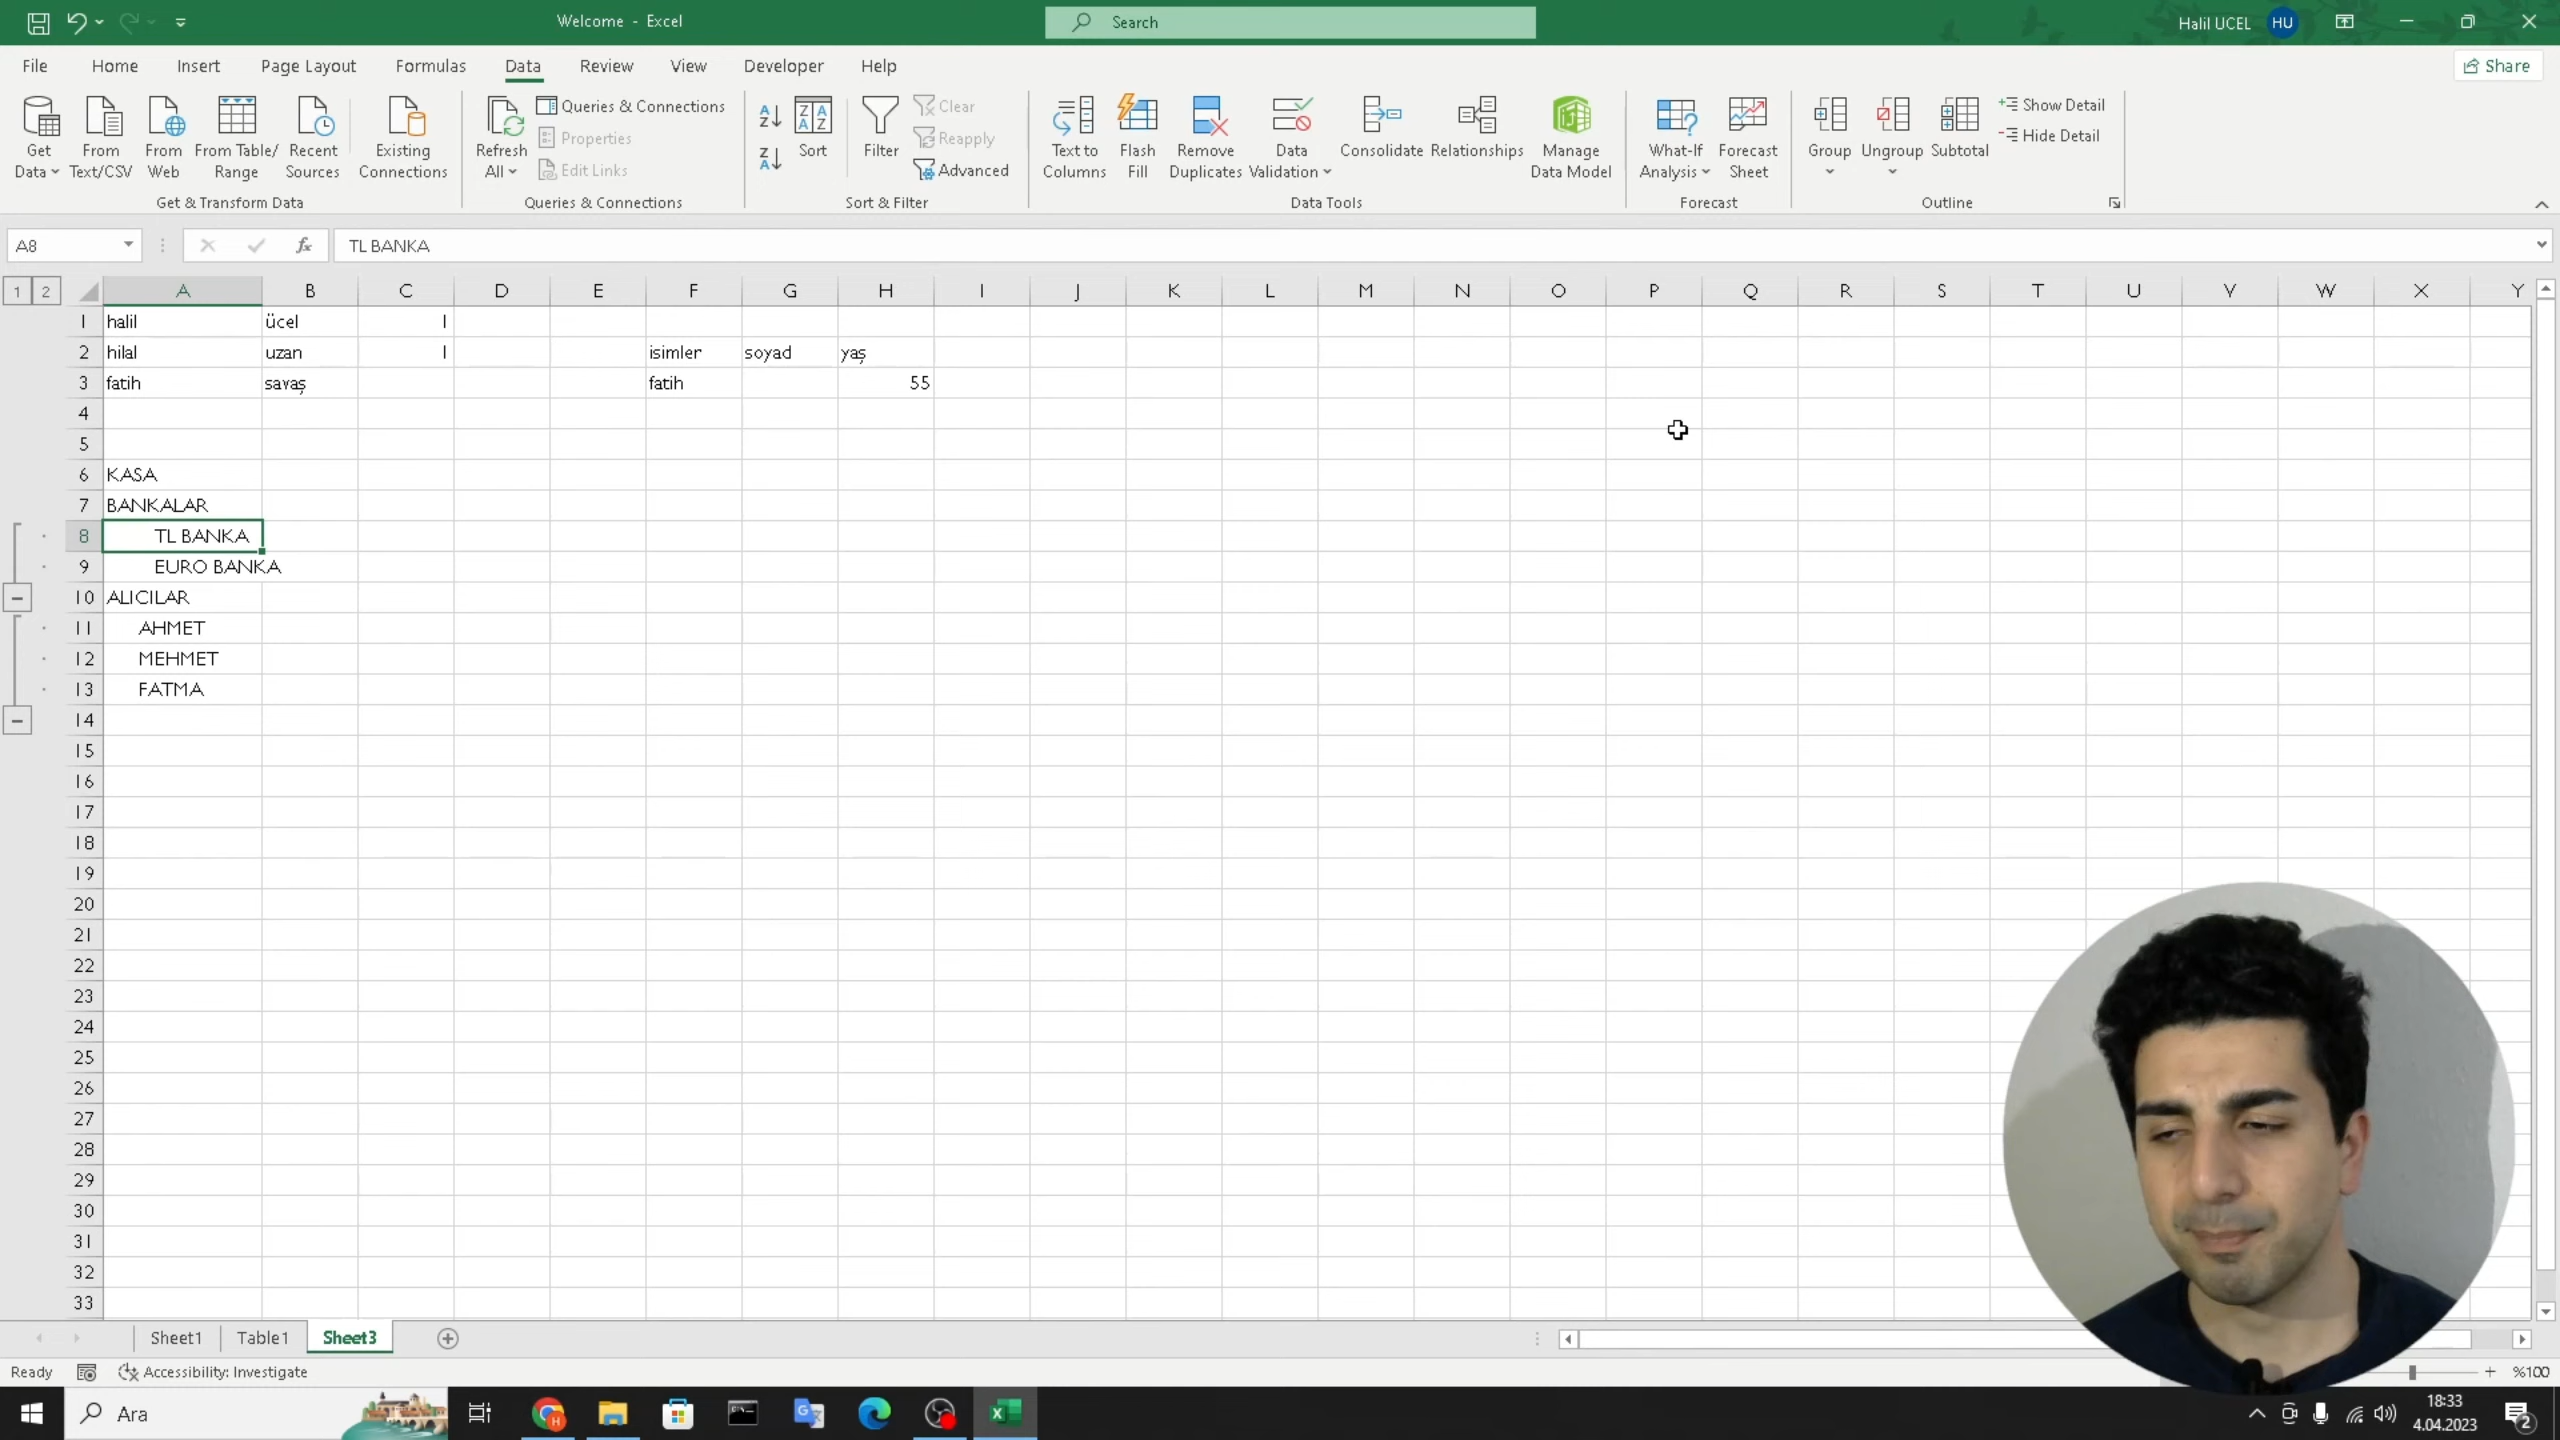 Welcome - Excel
Search
Halil UCEL HU
File Home Insert Page Layout Formulas Data Review View Developer Help
Share
Get Data
From Text/CSV
From Web
From Table/ Range
Recent Sources
Existing Connections
Get & Transform Data
Refresh All
Queries & Connections
Properties
Edit Links
Queries & Connections
Sort
Filter
Clear
Reapply
Advanced
Sort & Filter
Text to Columns
Flash Fill
Remove Duplicates
Data Validation
Consolidate
Relationships
Manage Data Model
Data Tools
What-If Analysis
Forecast Sheet
Forecast
Group
Ungroup
Subtotal
Show Detail
Hide Detail
Outline
A8 fx TL BANKA
1 2 A B C D E F G H I J K L M N O P Q R S T U V W X Y
1 halil ücel 1
2 hilal uzan 1 isimler soyad yaş
3 fatih savaş fatih 55
4
5
6 KASA
7 BANKALAR
8 TL BANKA
9 EURO BANKA
10 ALICILAR
11 AHMET
12 MEHMET
13 FATMA
14
15
16
17
18
19
20
21
22
23
24
25
26
27
28
29
30
31
32
33
Sheet1 Table1 Sheet3
Ready Accessibility: Investigate %100
Ara
18:33
4.04.2023
2